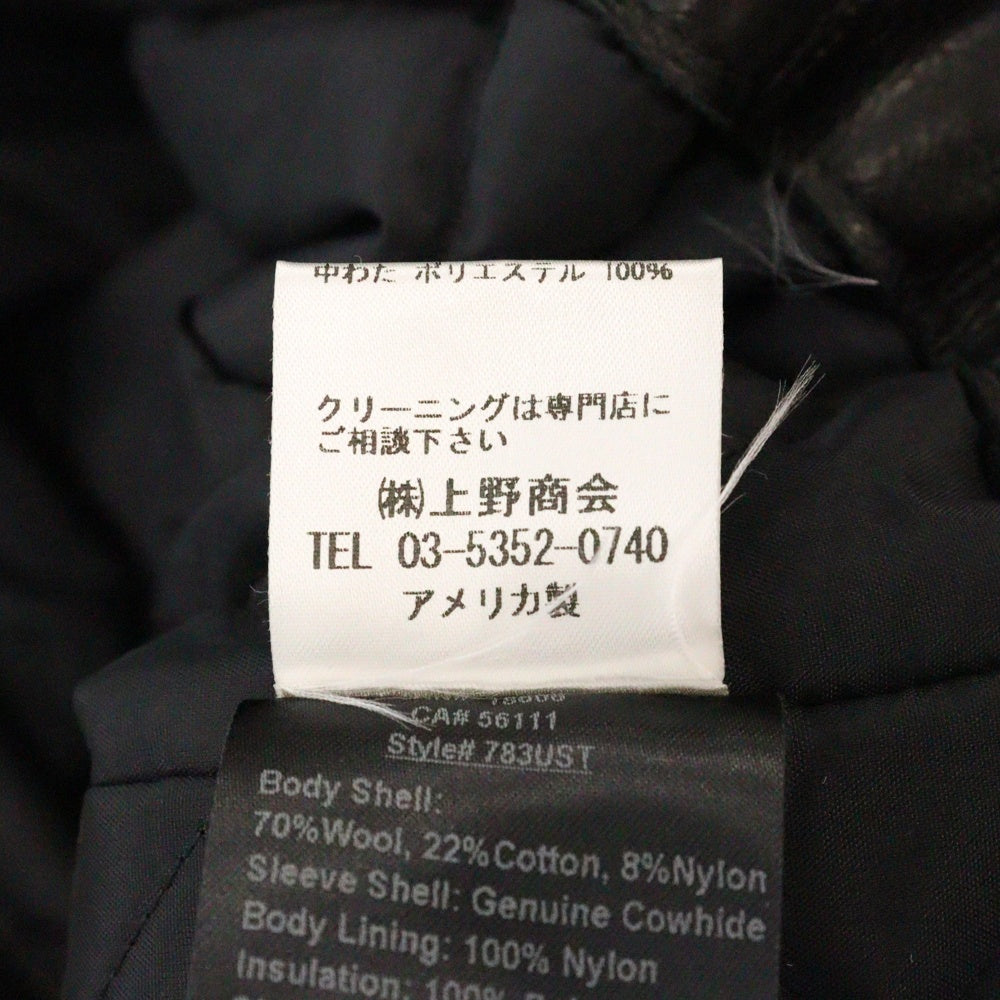 中わた ポリエステル 100%
クリーニングは専門店に
ご相談下さい
㈱上野商会
TEL 03-5352-0740
アメリカ製
CA# 56111
Style# 783UST
Body Shell:
70%Wool, 22%Cotton, 8%Nylon
Sleeve Shell: Genuine Cowhide
Body Lining: 100% Nylon
Insulation: 100%